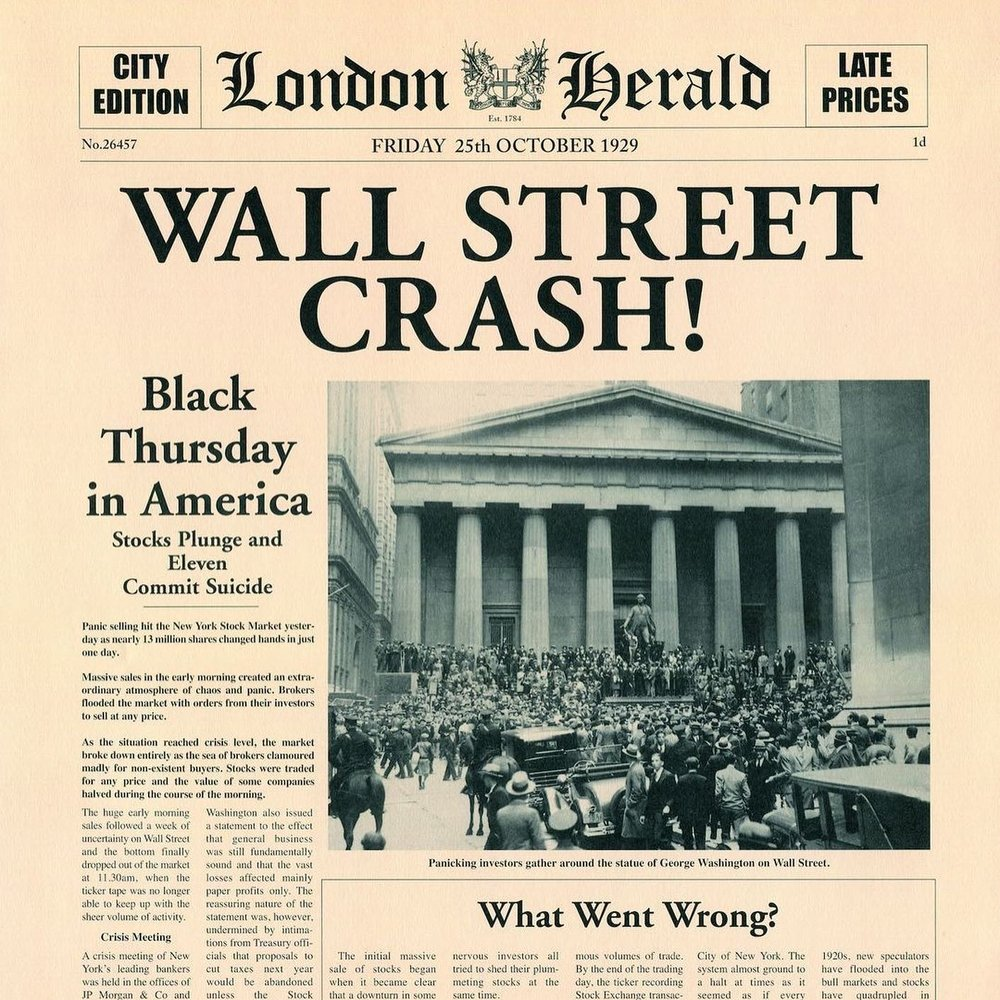 CITY
EDITION
London Herald
Est. 1784
LATE
PRICES
No.26457
FRIDAY 25th OCTOBER 1929
1d
WALL STREET
CRASH!
Black
Thursday
in America
Stocks Plunge and
Eleven
Commit Suicide
Panic selling hit the New York Stock Market yester-
day as nearly 13 million shares changed hands in just
one day.
Massive sales in the early morning created an extra-
ordinary atmosphere of chaos and panic. Brokers
flooded the market with orders from their investors
to sell at any price.
As the situation reached crisis level, the market
broke down entirely as the sea of brokers clamoured
madly for non-existent buyers. Stocks were traded
for any price and the value of some companies
halved during the course of the morning.
The huge early morning
sales followed a week of
uncertainty on Wall Street
and the bottom finally
dropped out of the market
at 11.30am, when the
ticker tape was no longer
able to keep up with the
sheer volume of activity.
Crisis Meeting
A crisis meeting of New
York's leading bankers
was held in the offices of
JP Morgan & Co and
Washington also issued
a statement to the effect
that general business
was still fundamentally
sound and that the vast
losses affected mainly
paper profits only. The
reassuring nature of the
statement was, however,
undermined by intima-
tions from Treasury offi-
cials that proposals to
cut taxes next year
would be abandoned
unless the Stock
Panicking investors gather around the statue of George Washington on Wall Street.
What Went Wrong?
The initial massive
sale of stocks began
when it became clear
that a downturn in some
nervous investors all
tried to shed their plum-
meting stocks at the
same time.
mous volumes of trade.
By the end of the trading
day, the ticker recording
Stock Exchange transac-
City of New York. The
system almost ground to
a halt at times as it
seemed as if every
1920s, new speculators
have flooded into the
bull markets and stocks
have quadrupled in